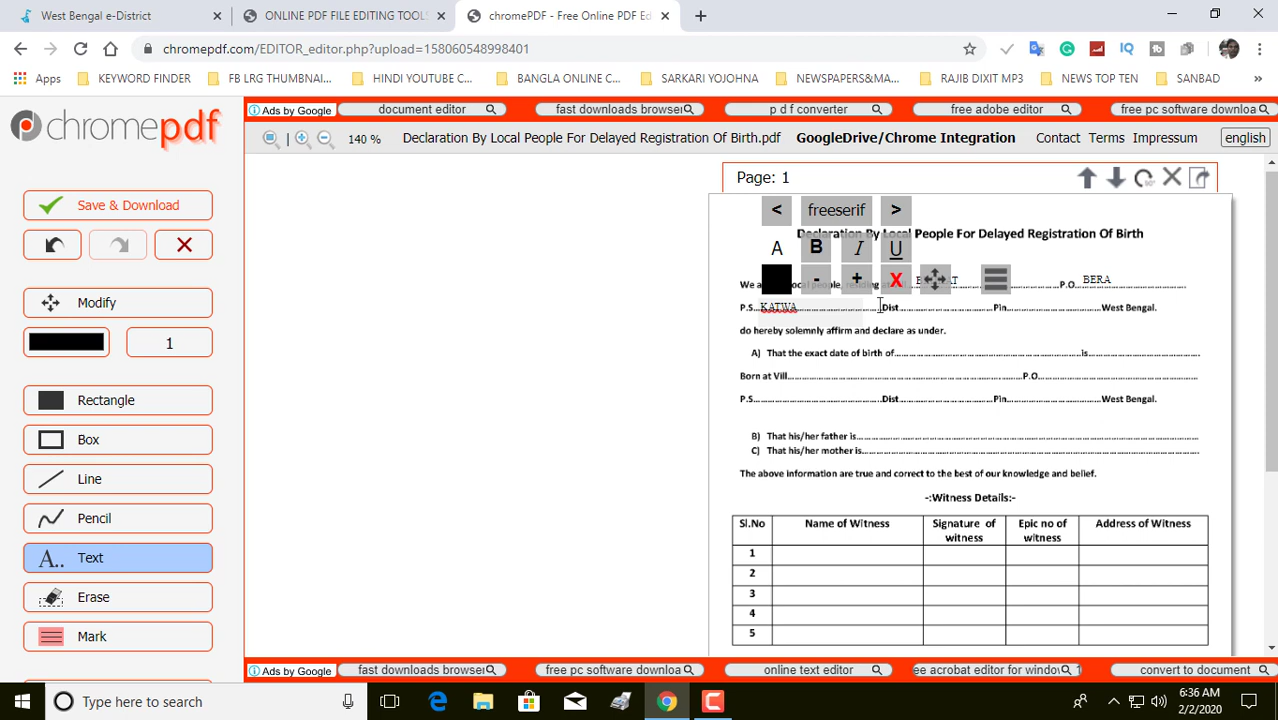 West Bengal e-District
ONLINE PDF FILE EDITING TOOLS
chromePDF - Free Online PDF Ed
chromepdf.com/EDITOR_editor.php?upload=158060548998401
Apps
KEYWORD FINDER
FB LRG THUMBNAI...
HINDI YOUTUBE C...
BANGLA ONLINE C...
SARKARI YOJOHNA
NEWSPAPERS&MA...
RAJIB DIXIT MP3
NEWS TOP TEN
SANBAD
chromepdf
Ads by Google
document editor
fast downloads browser
p d f converter
free adobe editor
free pc software downloa
140 %
Declaration By Local People For Delayed Registration Of Birth.pdf
GoogleDrive/Chrome Integration
Contact
Terms
Impressum
english
Page: 1
Save & Download
Modify
1
Rectangle
Box
Line
Pencil
Text
Erase
Mark
< freeserif >
A B I U
- + X
Declaration By Local People For Delayed Registration Of Birth
P.O BERA
P.S. KATWA Dist Pin West Bengal.
do hereby solemnly affirm and declare as under.
A) That the exact date of birth of is
Born at Vill P.O
P.S Dist Pin West Bengal.
B) That his/her father is
C) That his/her mother is
The above information are true and correct to the best of our knowledge and belief.
-:Witness Details:-
Sl.No Name of Witness Signature of witness Epic no of witness Address of Witness
1
2
3
4
5
Ads by Google
fast downloads browser
free pc software downloa
online text editor
ee acrobat editor for window
convert to document
Type here to search
6:36 AM
2/2/2020